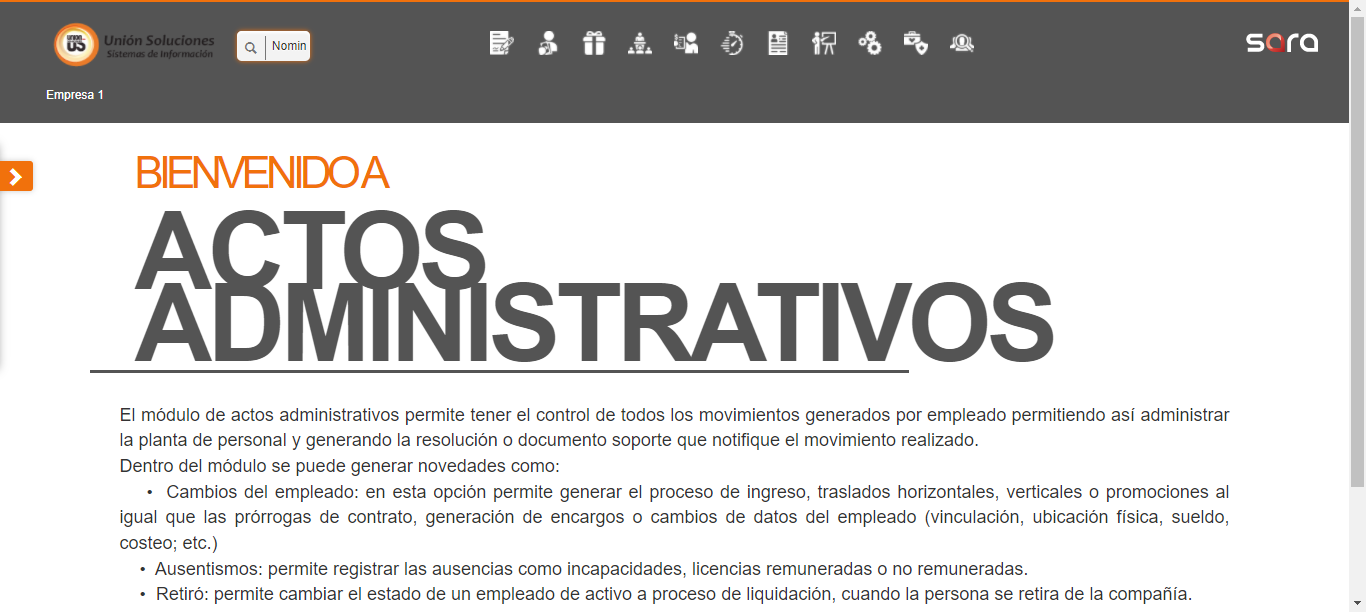 UNION
SOLUCIONES
US
Unión Soluciones
Sistemas de Información
Nomin
sara
Empresa 1
BIENVENIDO A
ACTOS
ADMINISTRATIVOS
El módulo de actos administrativos permite tener el control de todos los movimientos generados por empleado permitiendo así administrar
la planta de personal y generando la resolución o documento soporte que notifique el movimiento realizado.
Dentro del módulo se puede generar novedades como:
• Cambios del empleado: en esta opción permite generar el proceso de ingreso, traslados horizontales, verticales o promociones al
igual que las prórrogas de contrato, generación de encargos o cambios de datos del empleado (vinculación, ubicación física, sueldo,
costeo; etc.)
• Ausentismos: permite registrar las ausencias como incapacidades, licencias remuneradas o no remuneradas.
• Retiró: permite cambiar el estado de un empleado de activo a proceso de liquidación, cuando la persona se retira de la compañía.